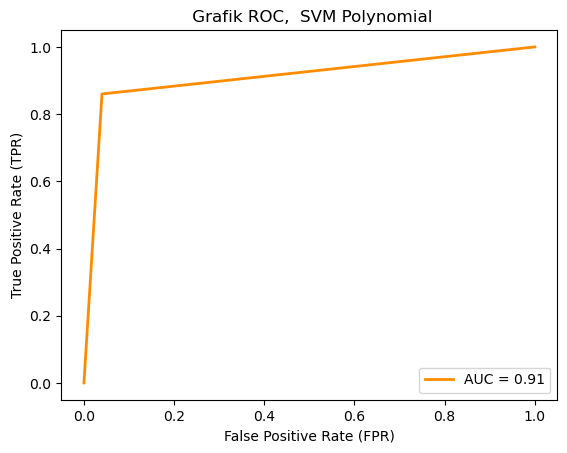 Grafik ROC,  SVM Polynomial
True Positive Rate (TPR)
1.0
0.8
0.6
0.4
0.2
0.0
AUC = 0.91
0.0 0.2 0.4 0.6 0.8 1.0
False Positive Rate (FPR)